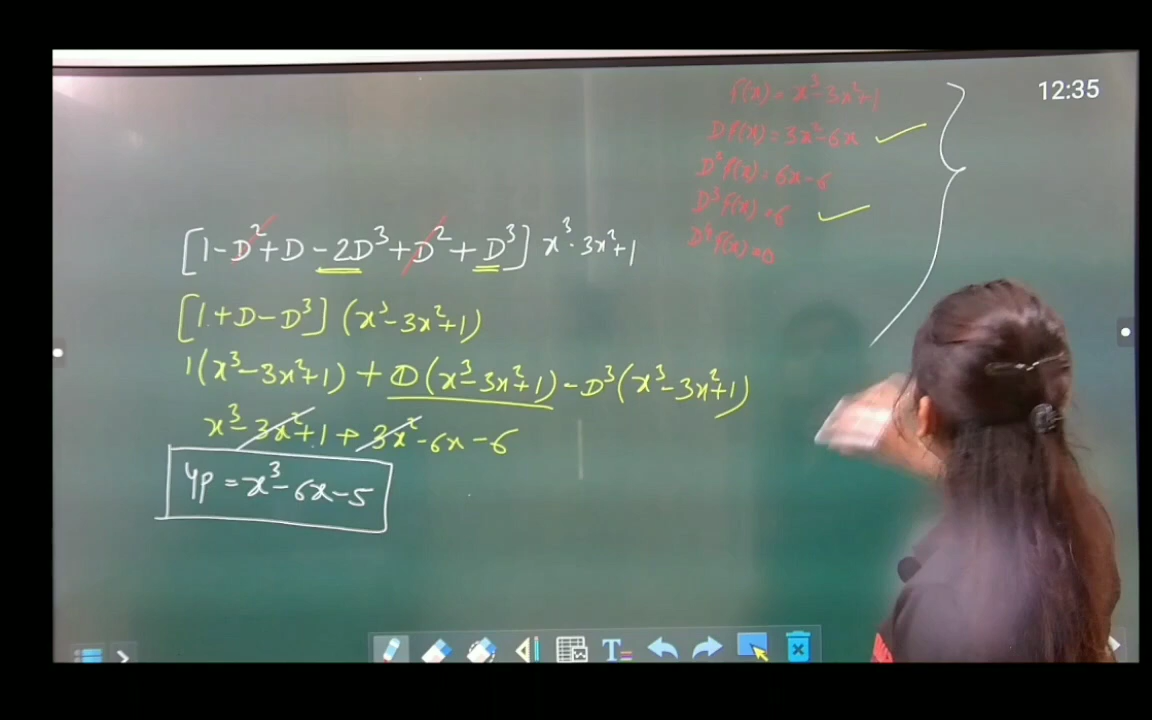 12:35
f(x) = x³-3x²+1
Df(x) = 3x²-6x
D²f(x) = 6x-6
D³f(x) = 6
D⁴f(x) = 0
[1-D²+D-2D³+D²+D³] x³-3x²+1
[1+D-D³] (x³-3x²+1)
1(x³-3x²+1) + D(x³-3x²+1) - D³(x³-3x²+1)
x³-3x²+1+3x²-6x-6
yp = x³-6x-5
T